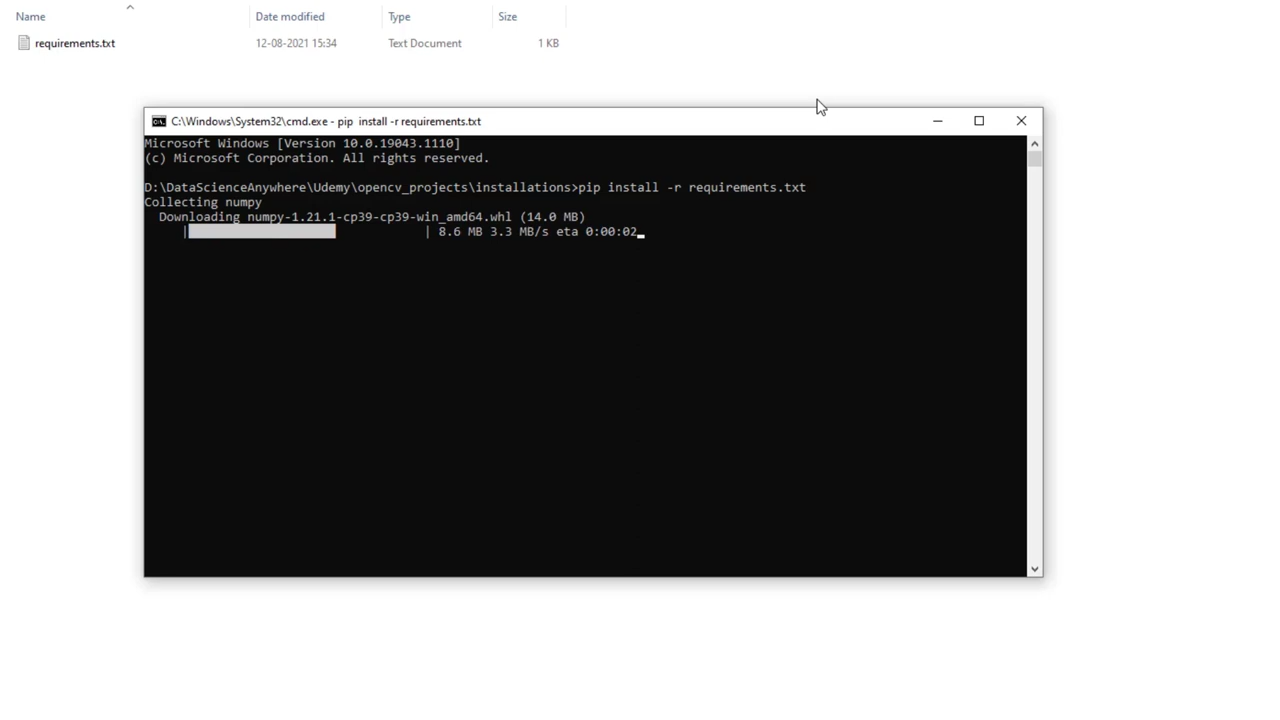 Name Date modified Type Size
requirements.txt 12-08-2021 15:34 Text Document 1 KB
C:\Windows\System32\cmd.exe - pip  install -r requirements.txt
Microsoft Windows [Version 10.0.19043.1110]
(c) Microsoft Corporation. All rights reserved.
D:\DataScienceAnywhere\Udemy\opencv_projects\installations>pip install -r requirements.txt
Collecting numpy
Downloading numpy-1.21.1-cp39-cp39-win_amd64.whl (14.0 MB)
| | 8.6 MB 3.3 MB/s eta 0:00:02